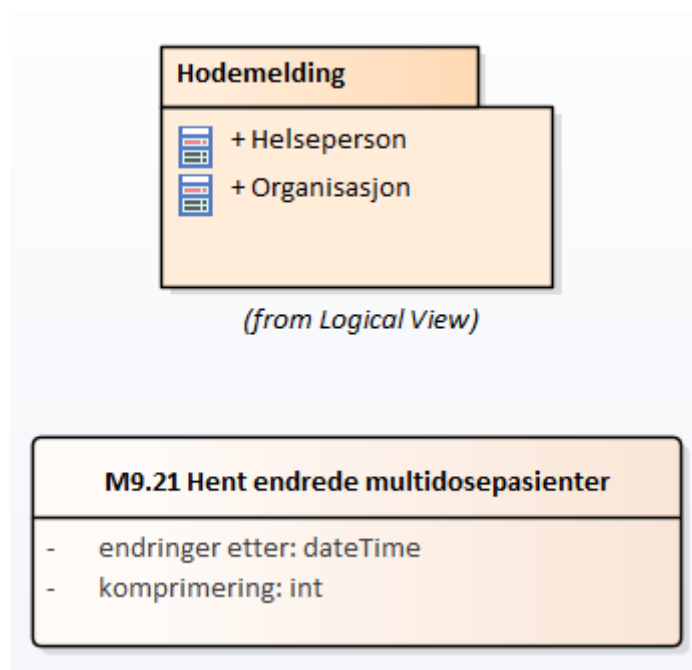 Hodemelding
+ Helseperson
+ Organisasjon
(from Logical View)
M9.21 Hent endrede multidosepasienter
- endringer etter: dateTime
- komprimering: int